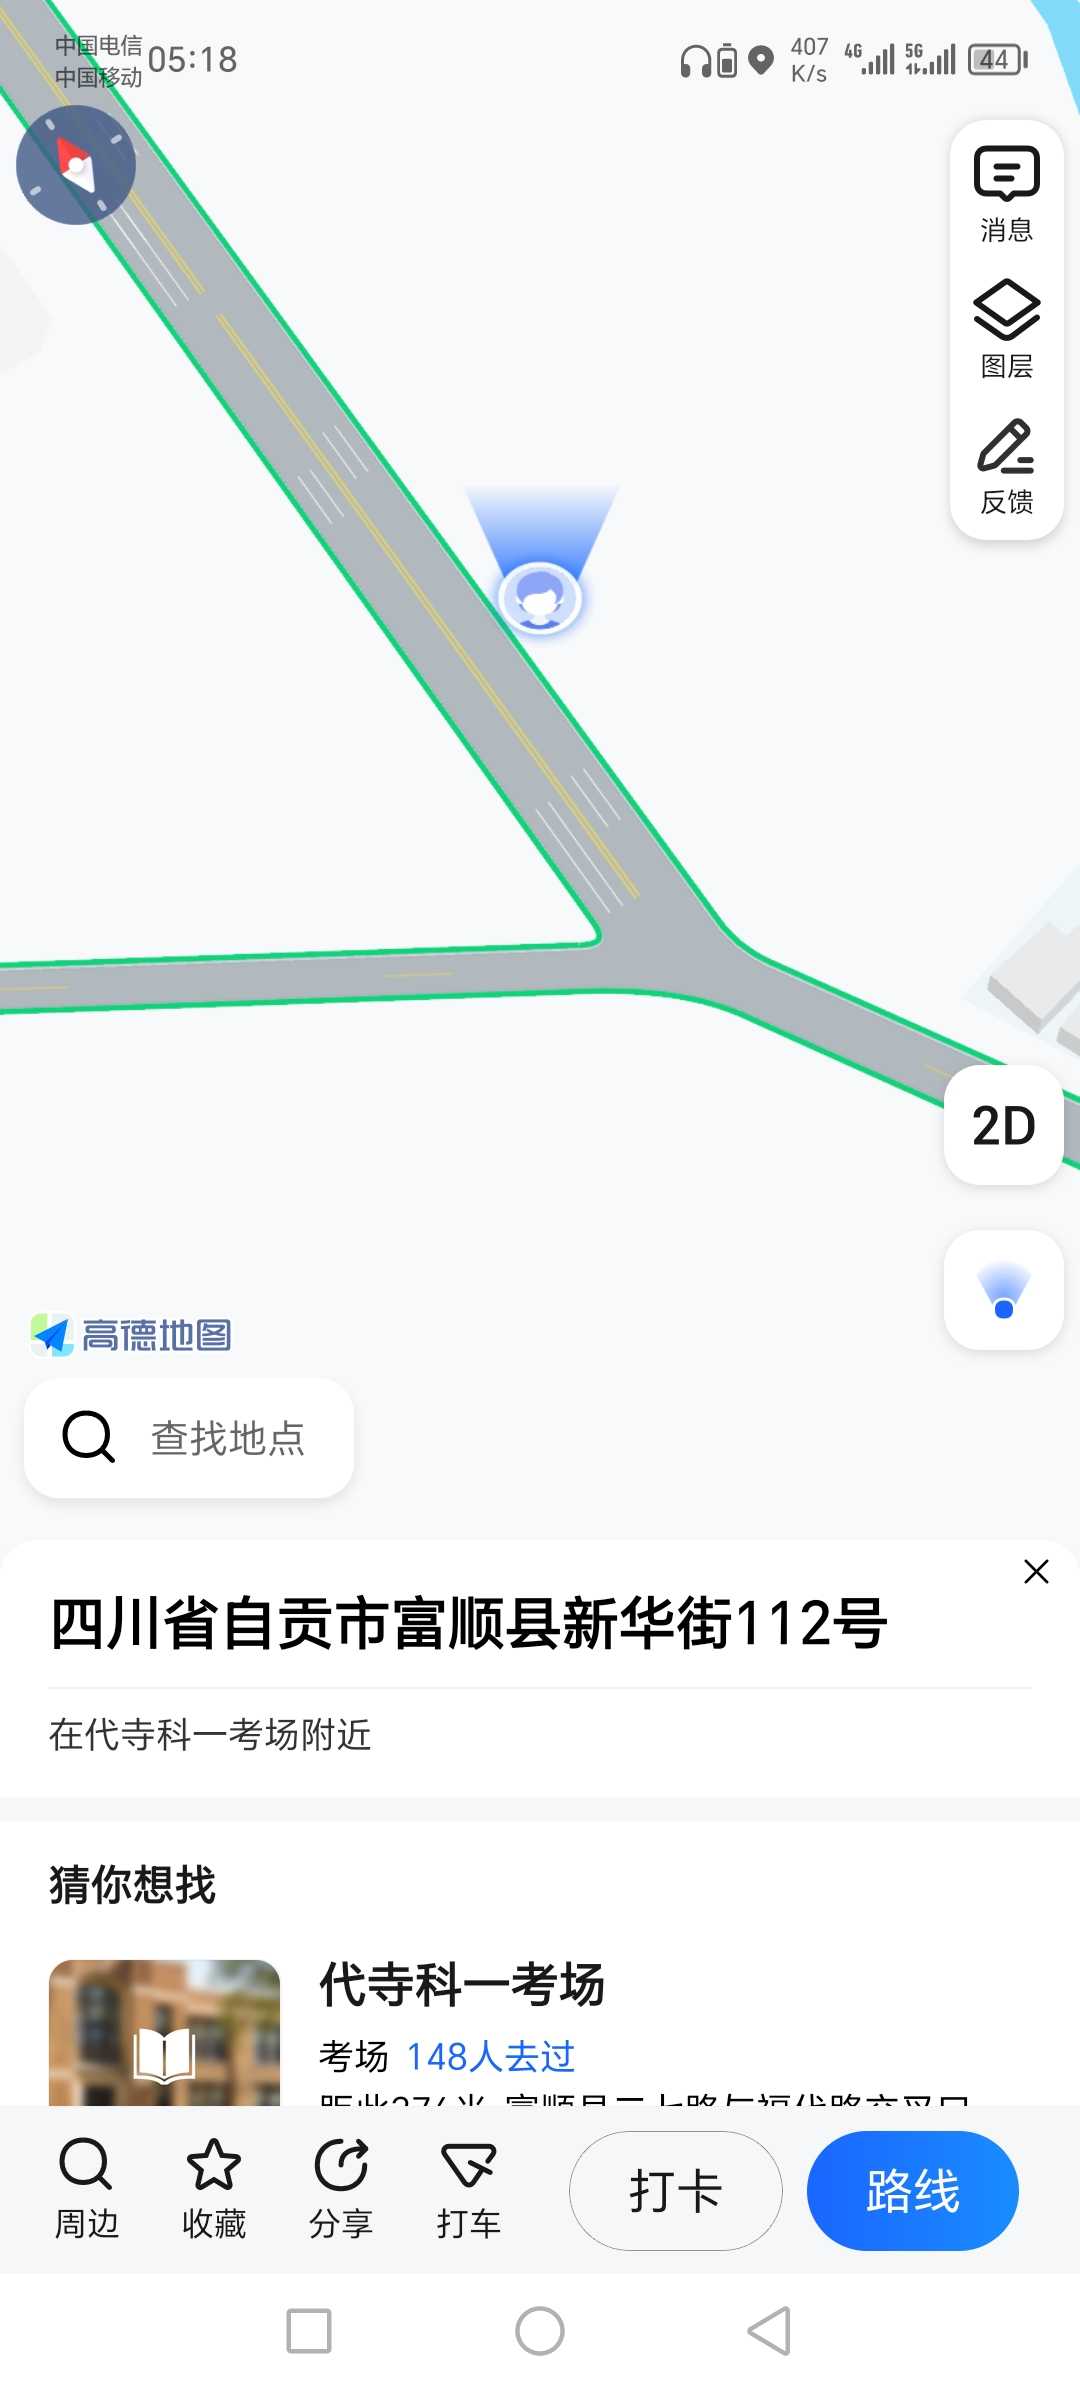 中国电信
中国移动
05:18
407
K/s
4G
5G
44
消息
图层
反馈
2D
高德地图
查找地点
四川省自贡市富顺县新华街112号
在代寺科一考场附近
猜你想找
代寺科一考场
考场 148人去过
周边
收藏
分享
打车
打卡
路线